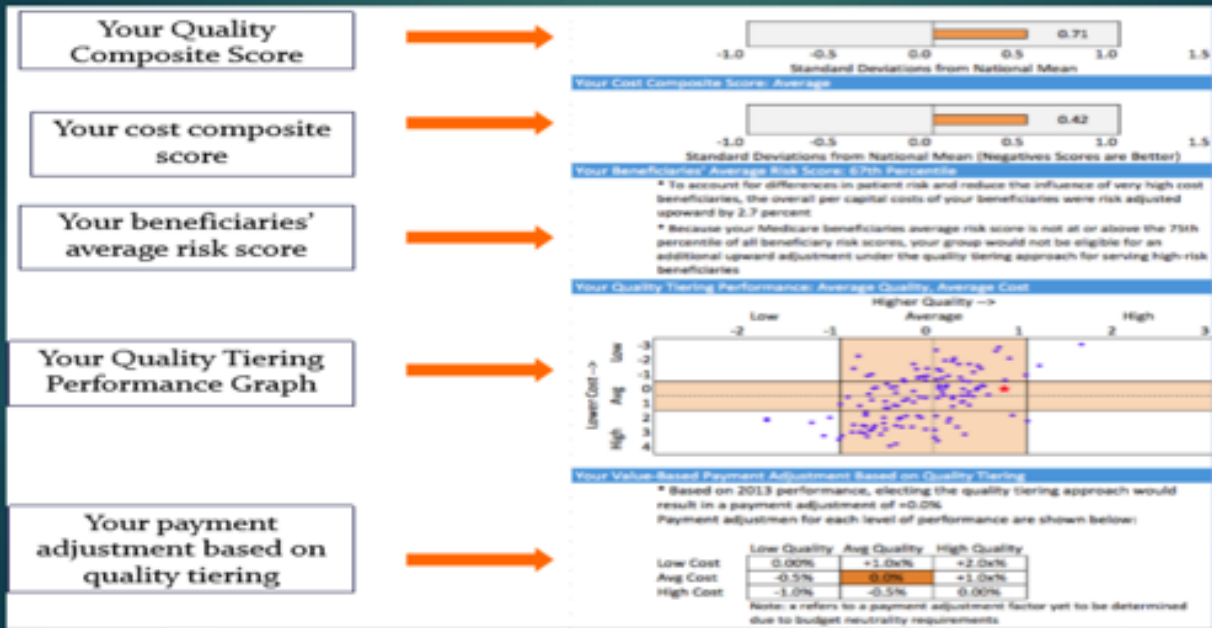 Your Quality
Composite Score
0.71
-1.0 -0.5 0.0 0.5 1.0 1.5
Standard Deviations from National Mean
Your Cost Composite Score: Average
Your cost composite
score
0.42
-1.0 -0.5 0.0 0.5 1.0 1.5
Standard Deviations from National Mean (Negatives Scores are Better)
Your Beneficiaries' Average Risk Score: 67th Percentile
Your beneficiaries'
average risk score
* To account for differences in patient risk and reduce the influence of very high cost
beneficiaries, the overall per capital costs of your beneficiaries were risk adjusted
upoward by 2.7 percent
* Because your Medicare beneficiaries average risk score is not at or above the 75th
percentile of all beneficiary risk scores, your group would not be eligible for an
additional upward adjustment under the quality tiering approach for serving high-risk
beneficiaries
Your Quality Tiering Performance: Average Quality, Average Cost
Your Quality Tiering
Performance Graph
Higher Quality -->
Low Average High
-2 -1 0 1 2 3
Lower Cost -->
Low Avg High
-3
-2
-1
0
1
2
3
4
Your Value-Based Payment Adjustment Based on Quality Tiering
Your payment
adjustment based on
quality tiering
* Based on 2013 performance, electing the quality tiering approach would
result in a payment adjustment of +0.0%
Payment adjustmen for each level of performance are shown below:
Low Quality Avg Quality High Quality
Low Cost 0.00% +1.0x% +2.0x%
Avg Cost -0.5% 0.0% +1.0x%
High Cost -1.0% -0.5% 0.00%
Note: x refers to a payment adjustment factor yet to be determined
due to budget neutrality requirements